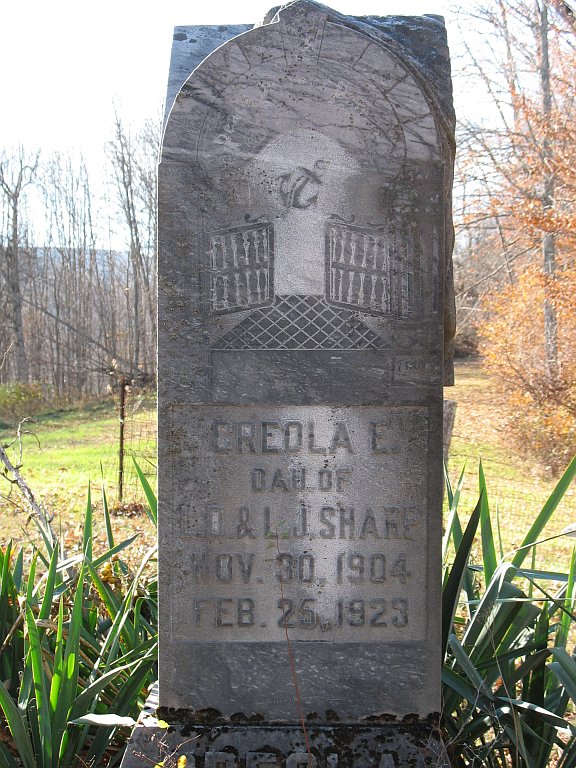 CREOLA E.
DAU. OF
& L.J. SHARP
NOV. 30, 1904
FEB. 25, 1923